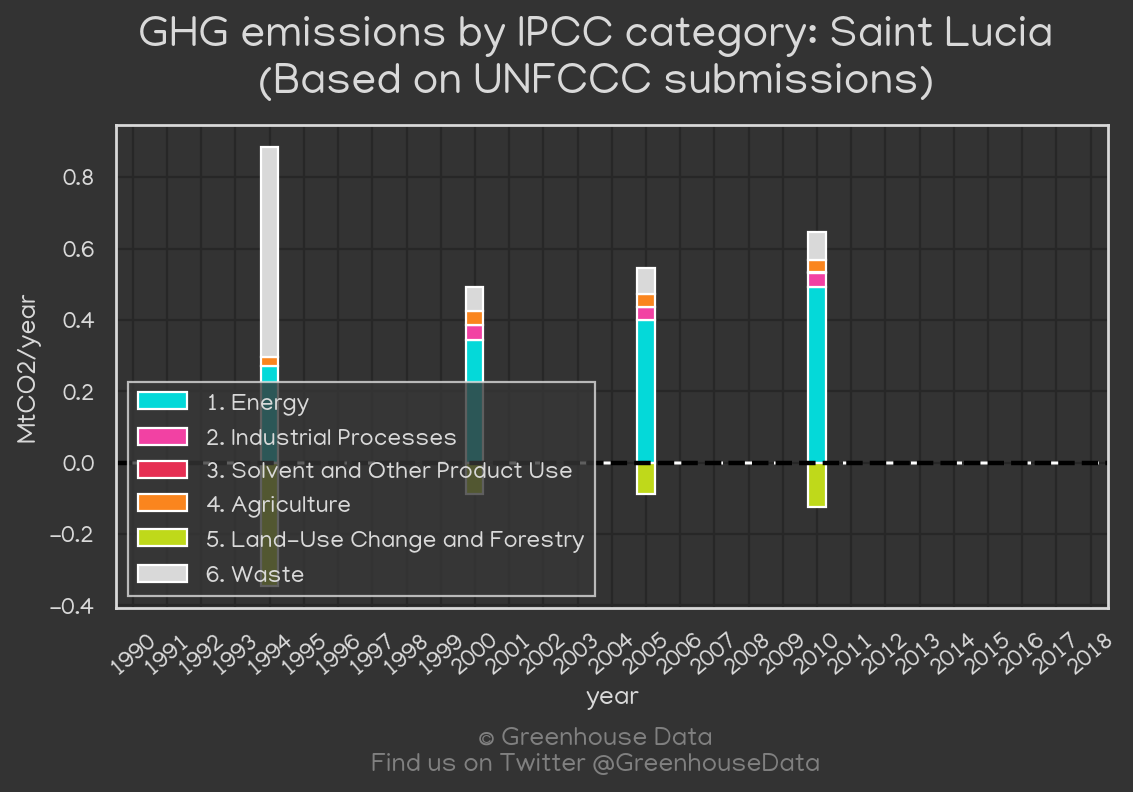 GHG emissions by IPCC category: Saint Lucia
(Based on UNFCCC submissions)
MtCO2/year
0.8
0.6
0.4
0.2
0.0
−0.2
−0.4
1. Energy
2. Industrial Processes
3. Solvent and Other Product Use
4. Agriculture
5. Land-Use Change and Forestry
6. Waste
1990 1991 1992 1993 1994 1995 1996 1997 1998 1999 2000 2001 2002 2003 2004 2005 2006 2007 2008 2009 2010 2011 2012 2013 2014 2015 2016 2017 2018
year
© Greenhouse Data
Find us on Twitter @GreenhouseData